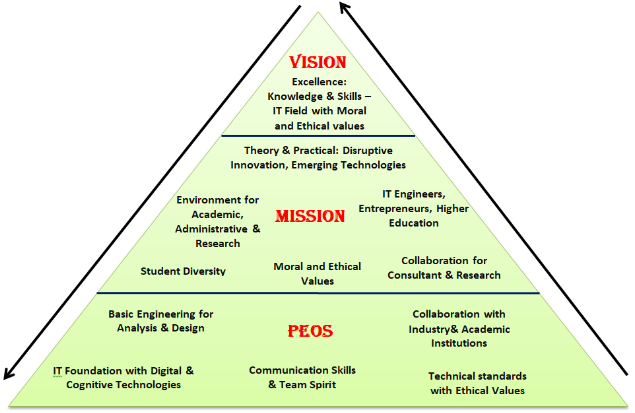 VISION
Excellence:
Knowledge & Skills –
IT Field with Moral
and Ethical values
Theory & Practical: Disruptive
Innovation, Emerging Technologies
Environment for
Academic,
Administrative &
Research
MISSION
IT Engineers,
Entrepreneurs, Higher
Education
Student Diversity
Moral and Ethical
Values
Collaboration for
Consultant & Research
Basic Engineering for
Analysis & Design
PEOS
Collaboration with
Industry& Academic
Institutions
IT Foundation with Digital &
Cognitive Technologies
Communication Skills
& Team Spirit
Technical standards
with Ethical Values